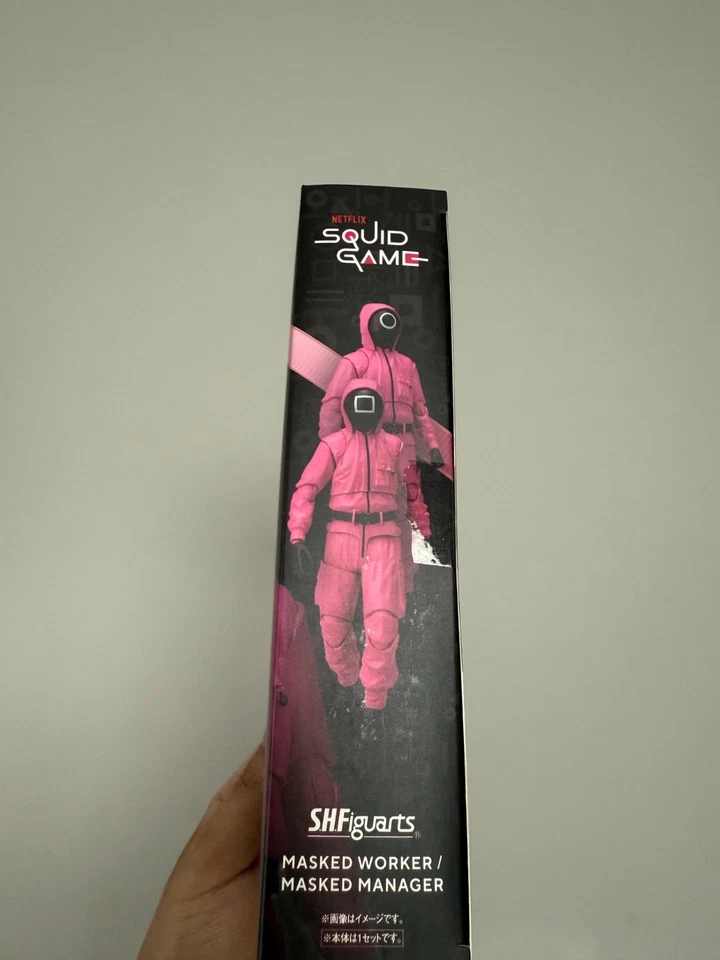 NETFLIX
SQUID
GAME
S.H.Figuarts®
MASKED WORKER /
MASKED MANAGER
※画像はイメージです。
※本体は1セットです。